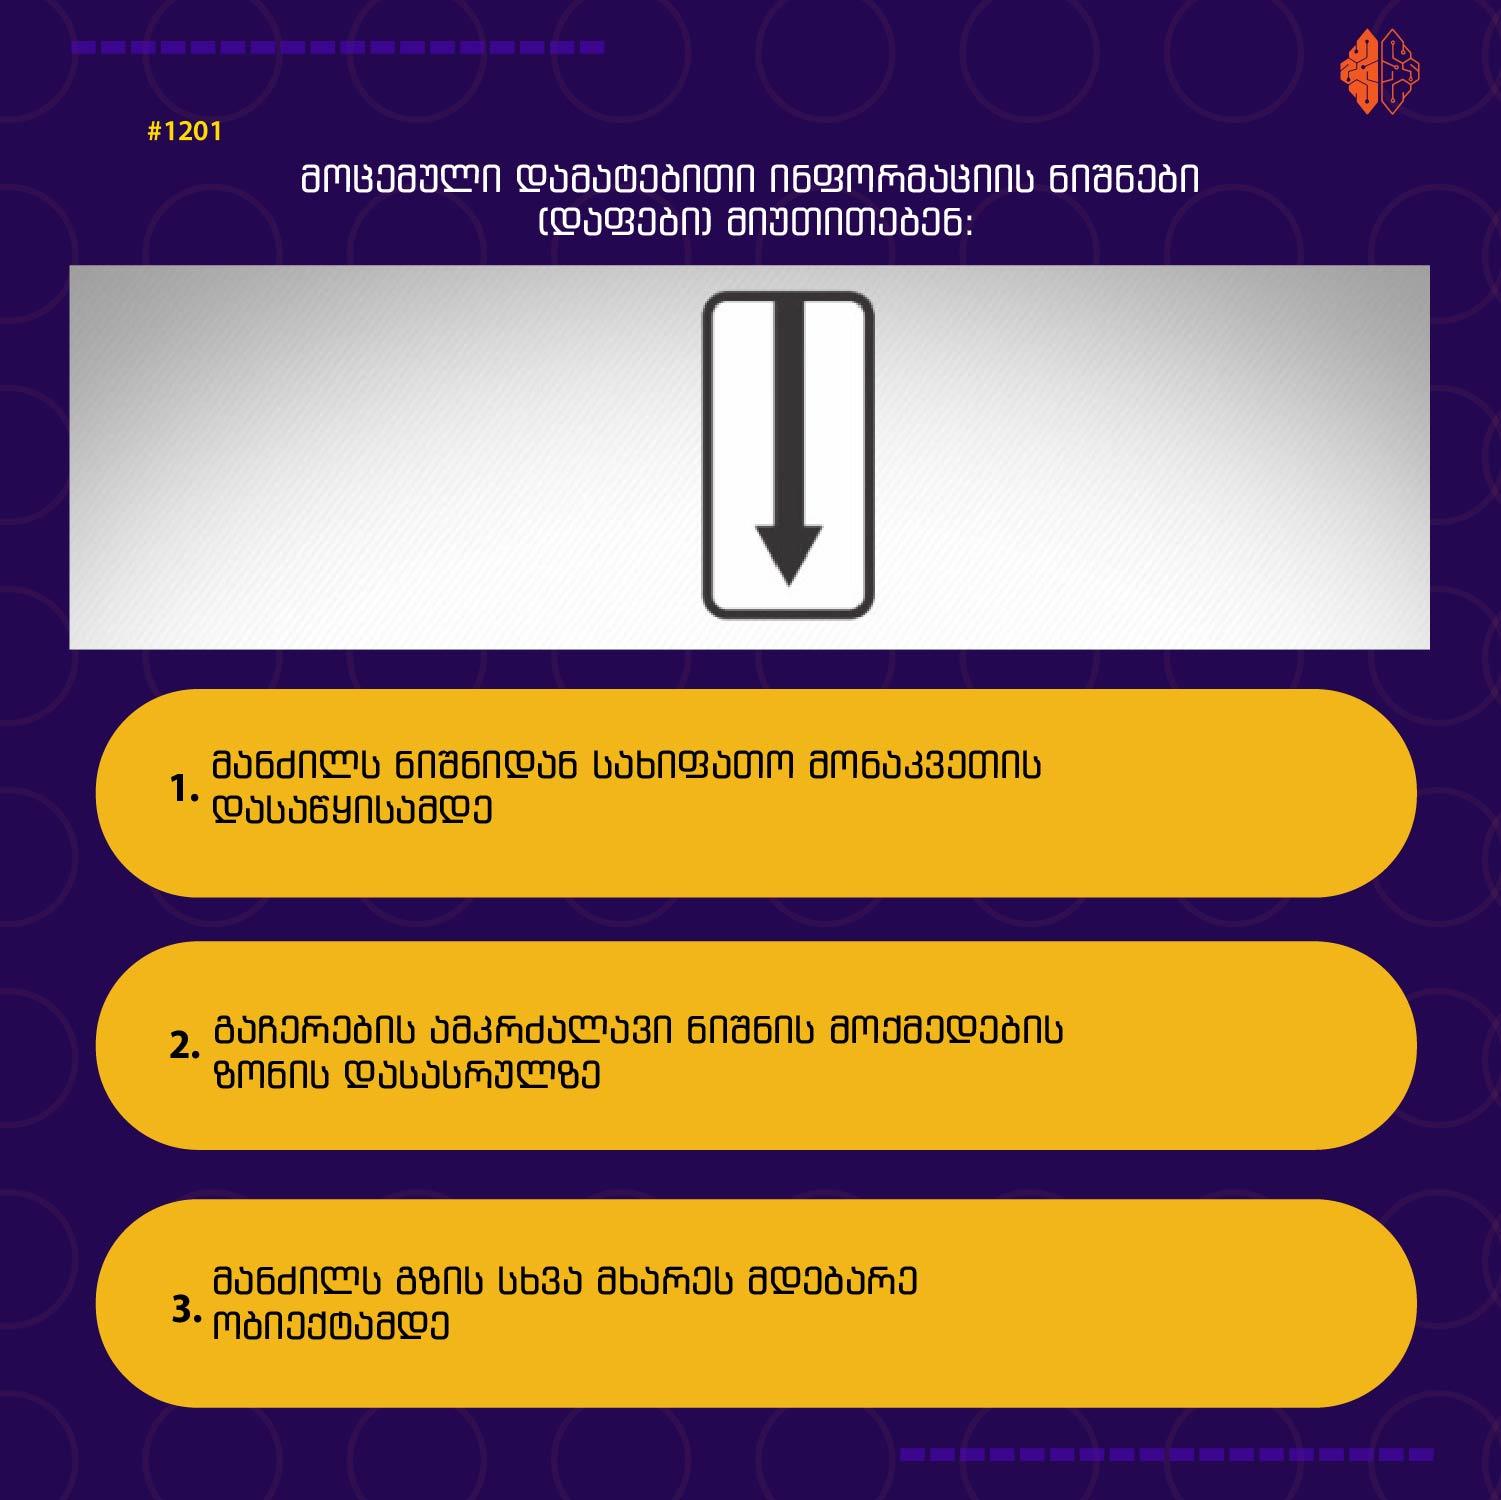 #1201
მოცემული დამატებითი ინფორმაციის ნიშნები
(დაფები) მიუთითებენ:
1. მანძილს ნიშნიდან სახიფათო მონაკვეთის
დასაწყისამდე
2. გაჩერების ამკრძალავი ნიშნის მოქმედების
ზონის დასასრულზე
3. მანძილს გზის სხვა მხარეს მდებარე
ობიექტამდე